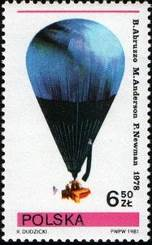 B.Abruzzo M.Anderson P.Newman 1978
6 50
ZŁ
POLSKA
R. DUDZICKI PWPW 1981